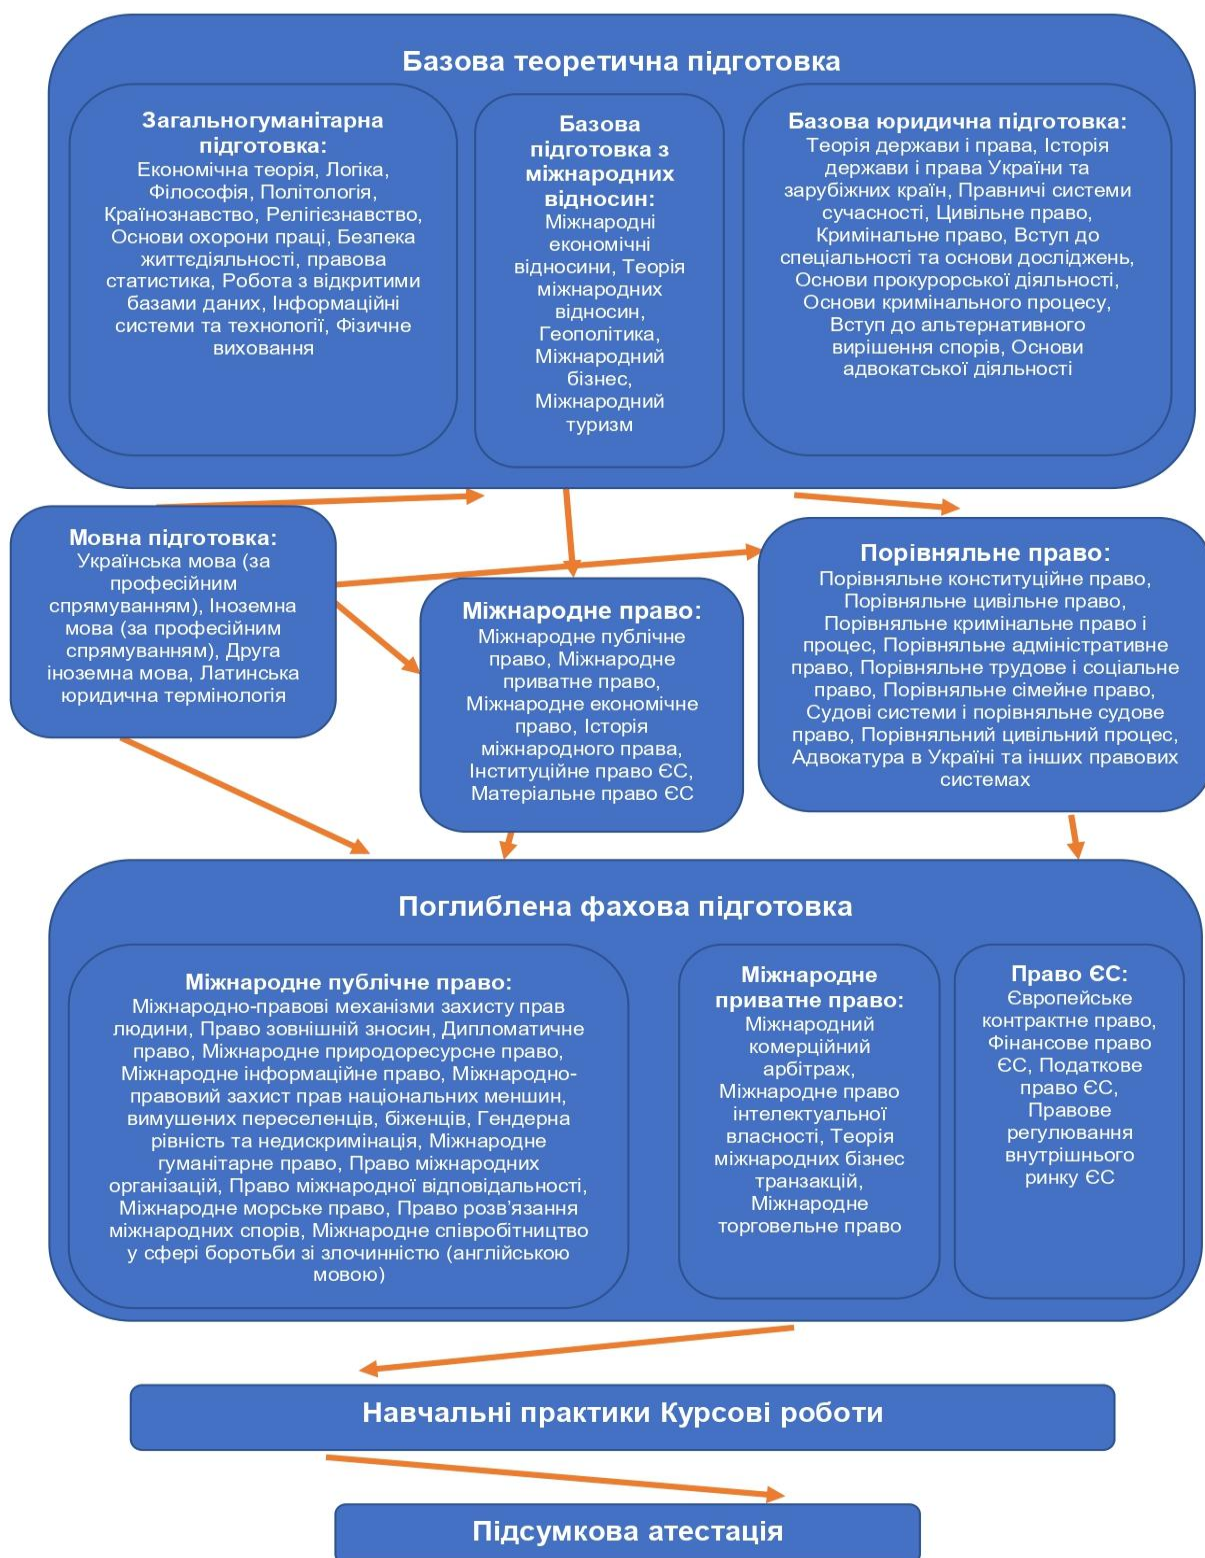 Базова теоретична підготовка
Загальногуманітарна
підготовка:
Економічна теорія, Логіка,
Філософія, Політологія,
Країнознавство, Релігієзнавство,
Основи охорони праці, Безпека
життєдіяльності, правова
статистика, Робота з відкритими
базами даних, Інформаційні
системи та технології, Фізичне
виховання
Базова
підготовка з
міжнародних
відносин:
Міжнародні
економічні
відносини, Теорія
міжнародних
відносин,
Геополітика,
Міжнародний
бізнес,
Міжнародний
туризм
Базова юридична підготовка:
Теорія держави і права, Історія
держави і права України та
зарубіжних країн, Правничі системи
сучасності, Цивільне право,
Кримінальне право, Вступ до
спеціальності та основи досліджень,
Основи прокурорської діяльності,
Основи кримінального процесу,
Вступ до альтернативного
вирішення спорів, Основи
адвокатської діяльності
Мовна підготовка:
Українська мова (за
професійним
спрямуванням), Іноземна
мова (за професійним
спрямуванням), Друга
іноземна мова, Латинська
юридична термінологія
Міжнародне право:
Міжнародне публічне
право, Міжнародне
приватне право,
Міжнародне економічне
право, Історія
міжнародного права,
Інституційне право ЄС,
Матеріальне право ЄС
Порівняльне право:
Порівняльне конституційне право,
Порівняльне цивільне право,
Порівняльне кримінальне право і
процес, Порівняльне адміністративне
право, Порівняльне трудове і соціальне
право, Порівняльне сімейне право,
Судові системи і порівняльне судове
право, Порівняльний цивільний процес,
Адвокатура в Україні та інших правових
системах
Поглиблена фахова підготовка
Міжнародне публічне право:
Міжнародно-правові механізми захисту прав
людини, Право зовнішній зносин, Дипломатичне
право, Міжнародне природоресурсне право,
Міжнародне інформаційне право, Міжнародно-
правовий захист прав національних меншин,
вимушених переселенців, біженців, Гендерна
рівність та недискримінація, Міжнародне
гуманітарне право, Право міжнародних
організацій, Право міжнародної відповідальності,
Міжнародне морське право, Право розв’язання
міжнародних спорів, Міжнародне співробітництво
у сфері боротьби зі злочинністю (англійською
мовою)
Міжнародне
приватне право:
Міжнародний
комерційний
арбітраж,
Міжнародне право
інтелектуальної
власності, Теорія
міжнародних бізнес
транзакцій,
Міжнародне
торговельне право
Право ЄС:
Європейське
контрактне право,
Фінансове право
ЄС, Податкове
право ЄС,
Правове
регулювання
внутрішнього
ринку ЄС
Навчальні практики Курсові роботи
Підсумкова атестація